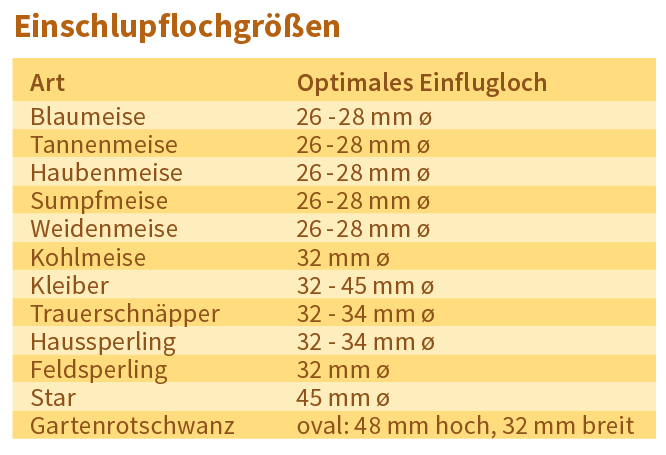 Einschlupflochgrößen
Art Optimales Einflugloch
Blaumeise 26 - 28 mm ø
Tannenmeise 26 - 28 mm ø
Haubenmeise 26 - 28 mm ø
Sumpfmeise 26 - 28 mm ø
Weidenmeise 26 - 28 mm ø
Kohlmeise 32 mm ø
Kleiber 32 - 45 mm ø
Trauerschnäpper 32 - 34 mm ø
Haussperling 32 - 34 mm ø
Feldsperling 32 mm ø
Star 45 mm ø
Gartenrotschwanz oval: 48 mm hoch, 32 mm breit